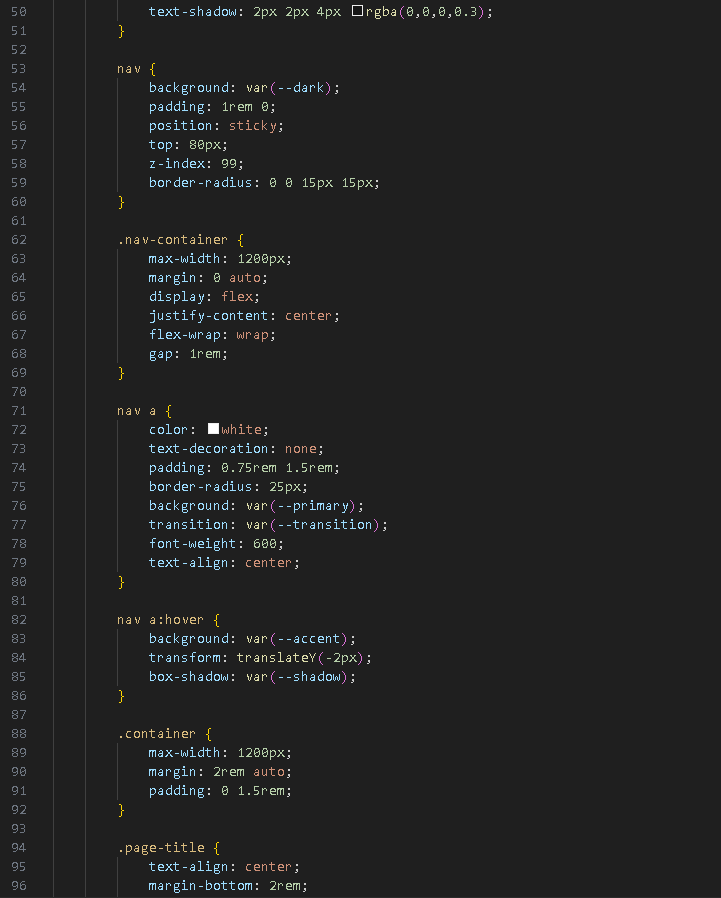 50 text-shadow: 2px 2px 4px rgba(0,0,0,0.3);
51 }
52
53 nav {
54 background: var(--dark);
55 padding: 1rem 0;
56 position: sticky;
57 top: 80px;
58 z-index: 99;
59 border-radius: 0 0 15px 15px;
60 }
61
62 .nav-container {
63 max-width: 1200px;
64 margin: 0 auto;
65 display: flex;
66 justify-content: center;
67 flex-wrap: wrap;
68 gap: 1rem;
69 }
70
71 nav a {
72 color: white;
73 text-decoration: none;
74 padding: 0.75rem 1.5rem;
75 border-radius: 25px;
76 background: var(--primary);
77 transition: var(--transition);
78 font-weight: 600;
79 text-align: center;
80 }
81
82 nav a:hover {
83 background: var(--accent);
84 transform: translateY(-2px);
85 box-shadow: var(--shadow);
86 }
87
88 .container {
89 max-width: 1200px;
90 margin: 2rem auto;
91 padding: 0 1.5rem;
92 }
93
94 .page-title {
95 text-align: center;
96 margin-bottom: 2rem;